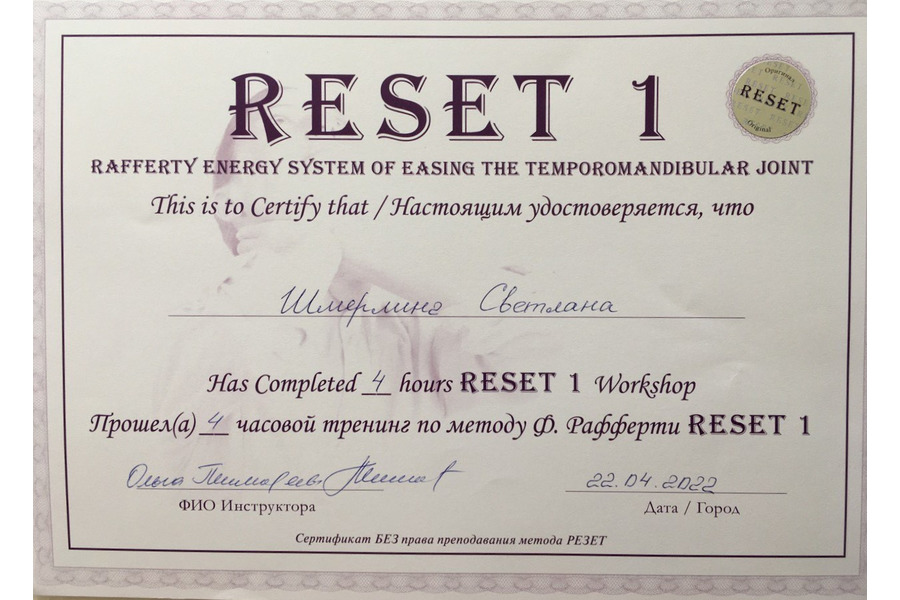 RESET 1
Оригинал
RESET
Original
RAFFERTY ENERGY SYSTEM OF EASING THE TEMPOROMANDIBULAR JOINT
This is to Certify that / Настоящим удостоверяется, что
Шмерлинг Светлана
Has Completed 4 hours RESET 1 Workshop
Прошел(а) 4 часовой тренинг по методу Ф. Рафферти RESET 1
Ольга
22.04.2022
ФИО Инструктора
Дата / Город
Сертификат БЕЗ права преподавания метода РЕЗЕТ